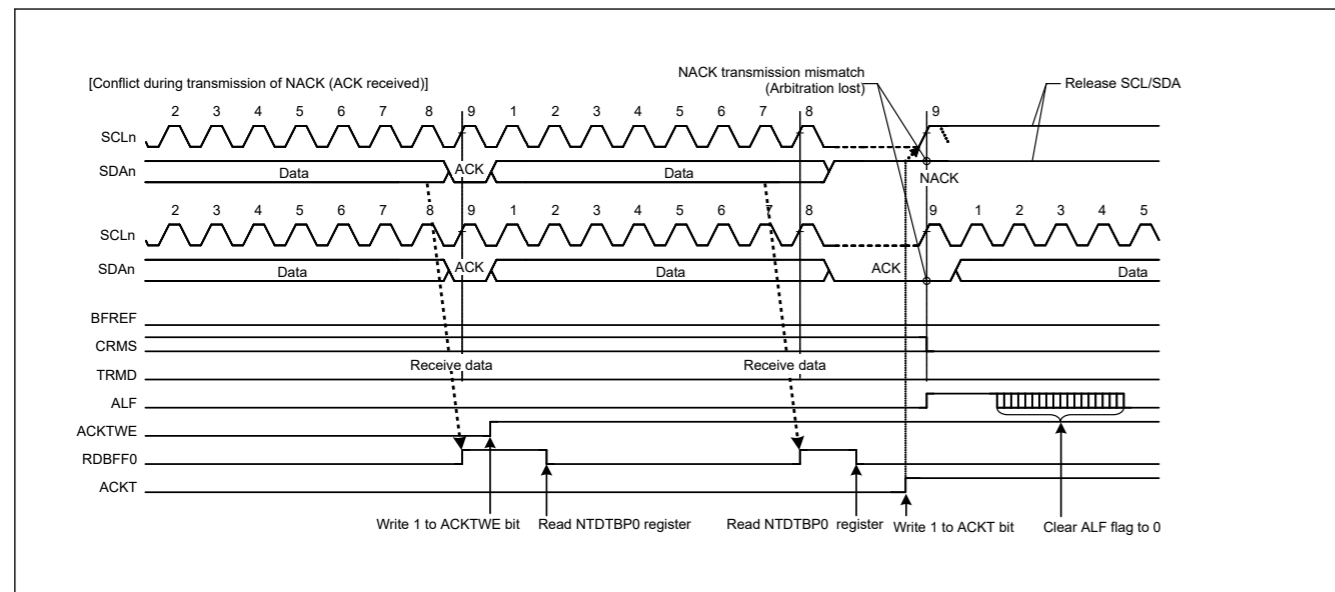 [Conflict during transmission of NACK (ACK received)]
NACK transmission mismatch
(Arbitration lost)
Release SCL/SDA
2 3 4 5 6 7 8 9 1 2 3 4 5 6 7 8 9
SCLn
SDAn
Data ACK Data NACK
2 3 4 5 6 7 8 9 1 2 3 4 5 6 7 8 9 1 2 3 4 5
SCLn
SDAn
Data ACK Data ACK Data
BFREF
CRMS
Receive data Receive data
TRMD
ALF
ACKTWE
RDBFF0
ACKT
Write 1 to ACKTWE bit Read NTDTBP0 register Read NTDTBP0 register Write 1 to ACKT bit Clear ALF flag to 0